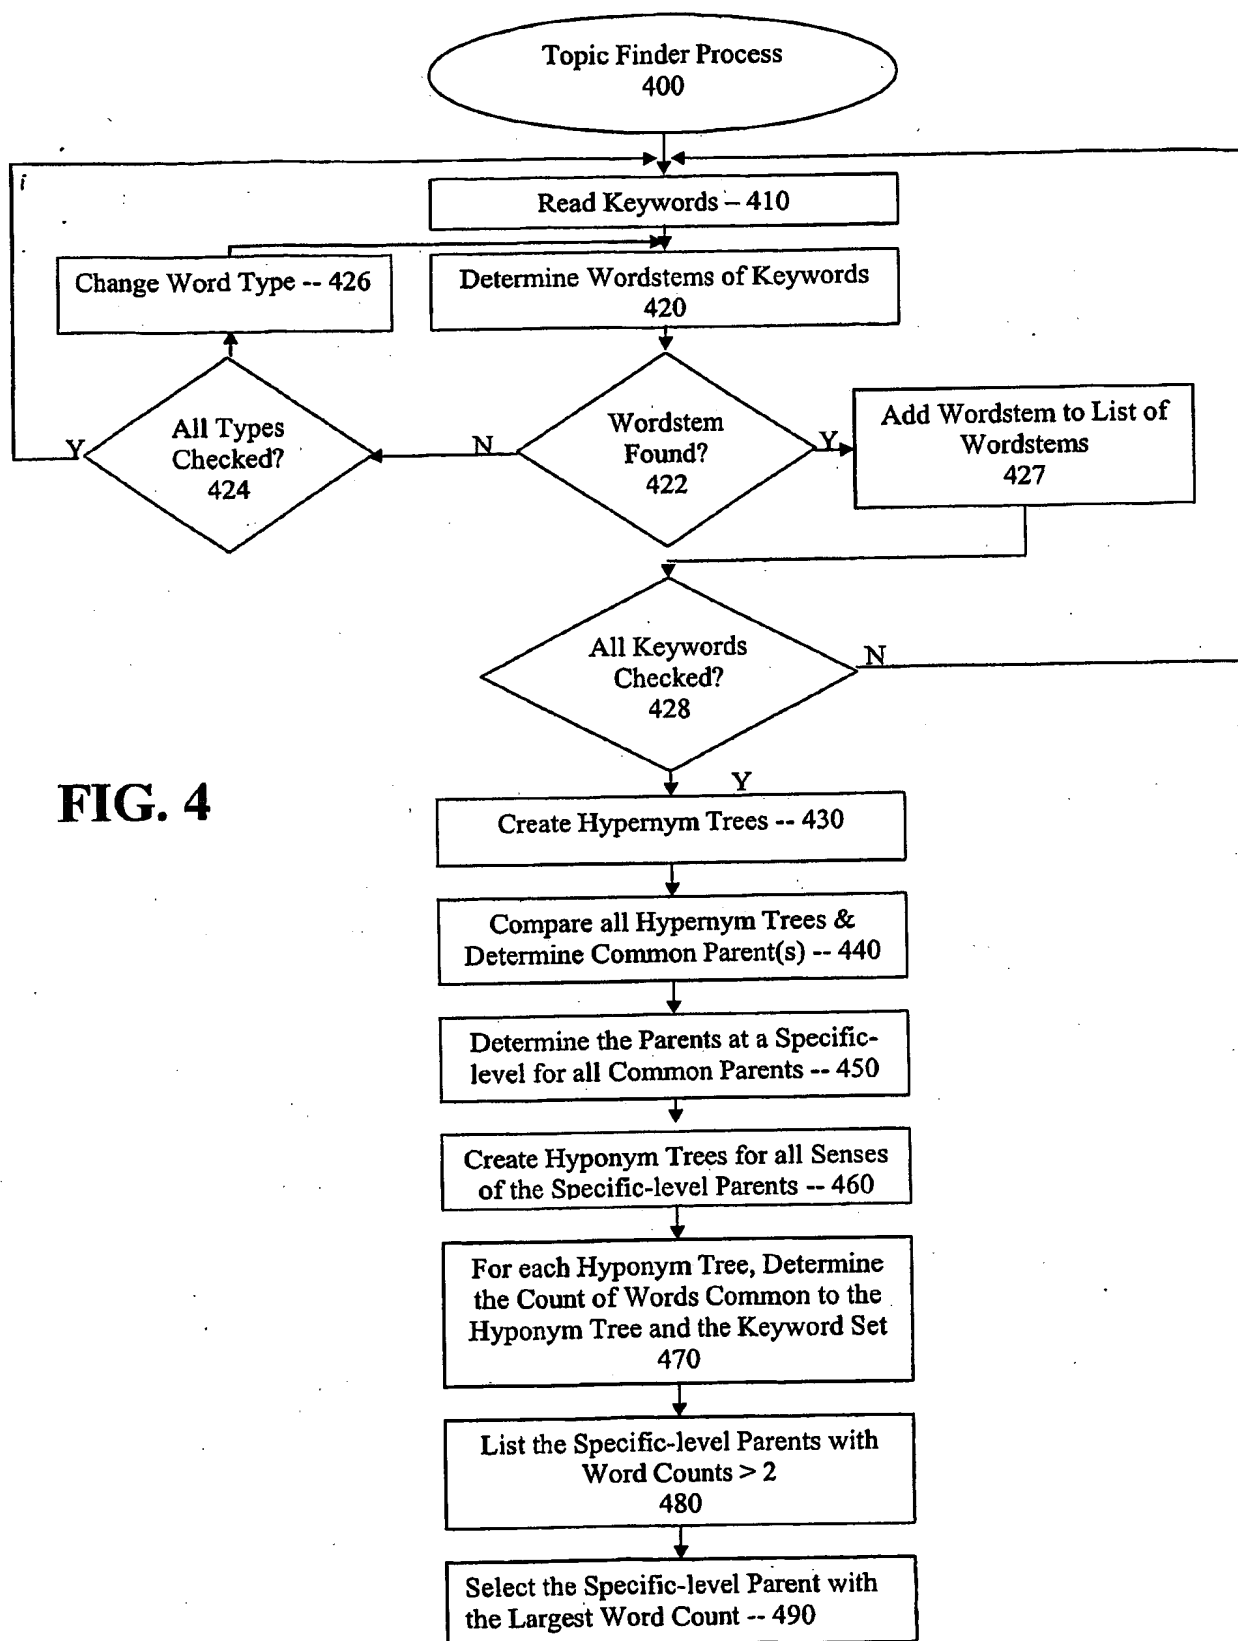 Topic Finder Process
400
Read Keywords – 410
Change Word Type -- 426
Determine Wordstems of Keywords
420
All Types
Checked?
424
Y
N
Wordstem
Found?
422
Y
Add Wordstem to List of
Wordstems
427
All Keywords
Checked?
428
N
Y
FIG. 4
Create Hypernym Trees -- 430
Compare all Hypernym Trees &
Determine Common Parent(s) -- 440
Determine the Parents at a Specific-
level for all Common Parents -- 450
Create Hyponym Trees for all Senses
of the Specific-level Parents -- 460
For each Hyponym Tree, Determine
the Count of Words Common to the
Hyponym Tree and the Keyword Set
470
List the Specific-level Parents with
Word Counts > 2
480
Select the Specific-level Parent with
the Largest Word Count -- 490